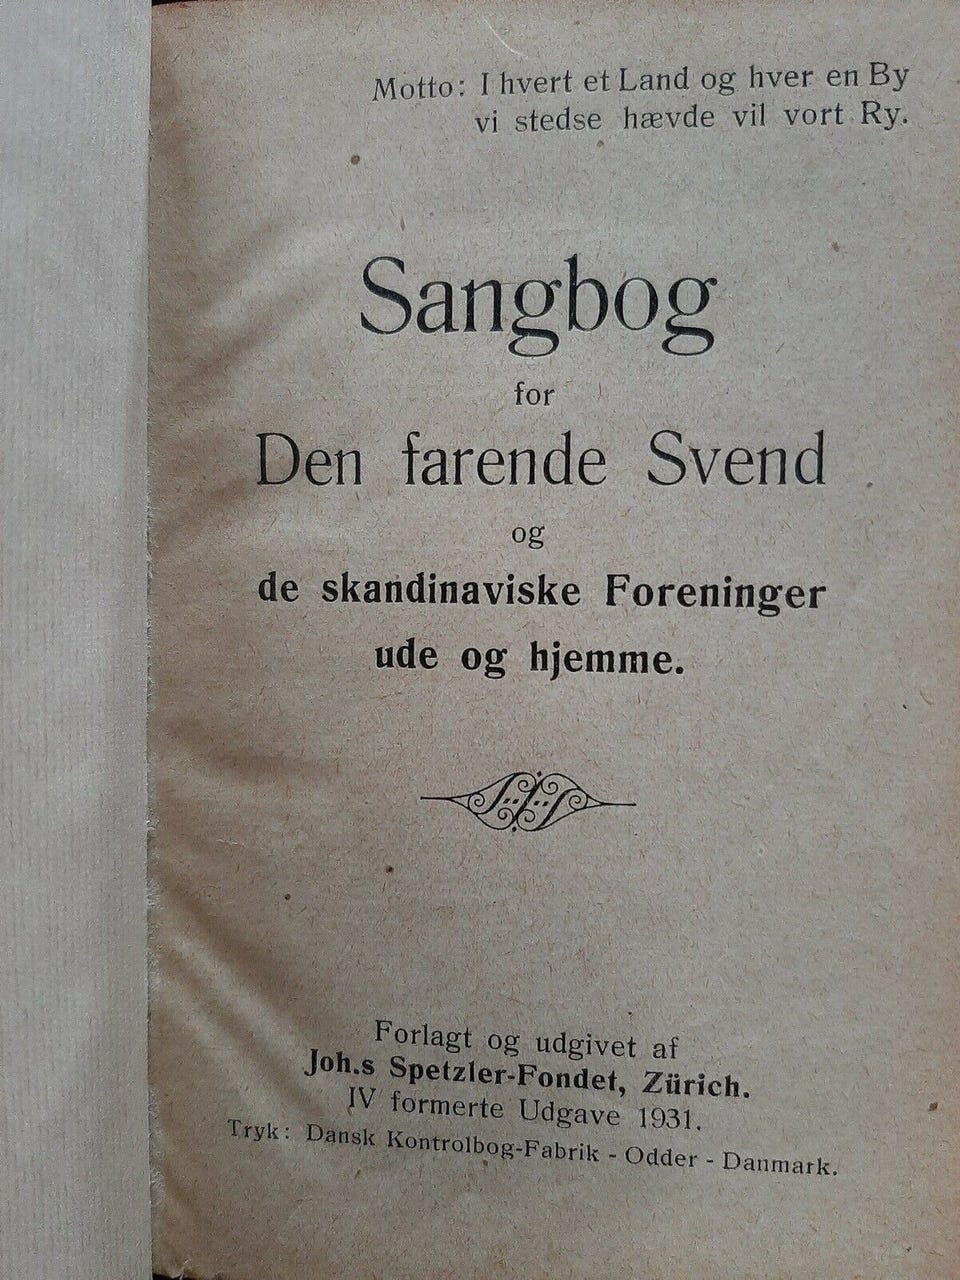 Motto: I hvert et Land og hver en By
vi stedse hævde vil vort Ry.
Sangbog
for
Den farende Svend
og
de skandinaviske Foreninger
ude og hjemme.
Forlagt og udgivet af
Joh.s Spetzler-Fondet, Zürich.
IV formerte Udgave 1931.
Tryk: Dansk Kontrolbog-Fabrik - Odder - Danmark.